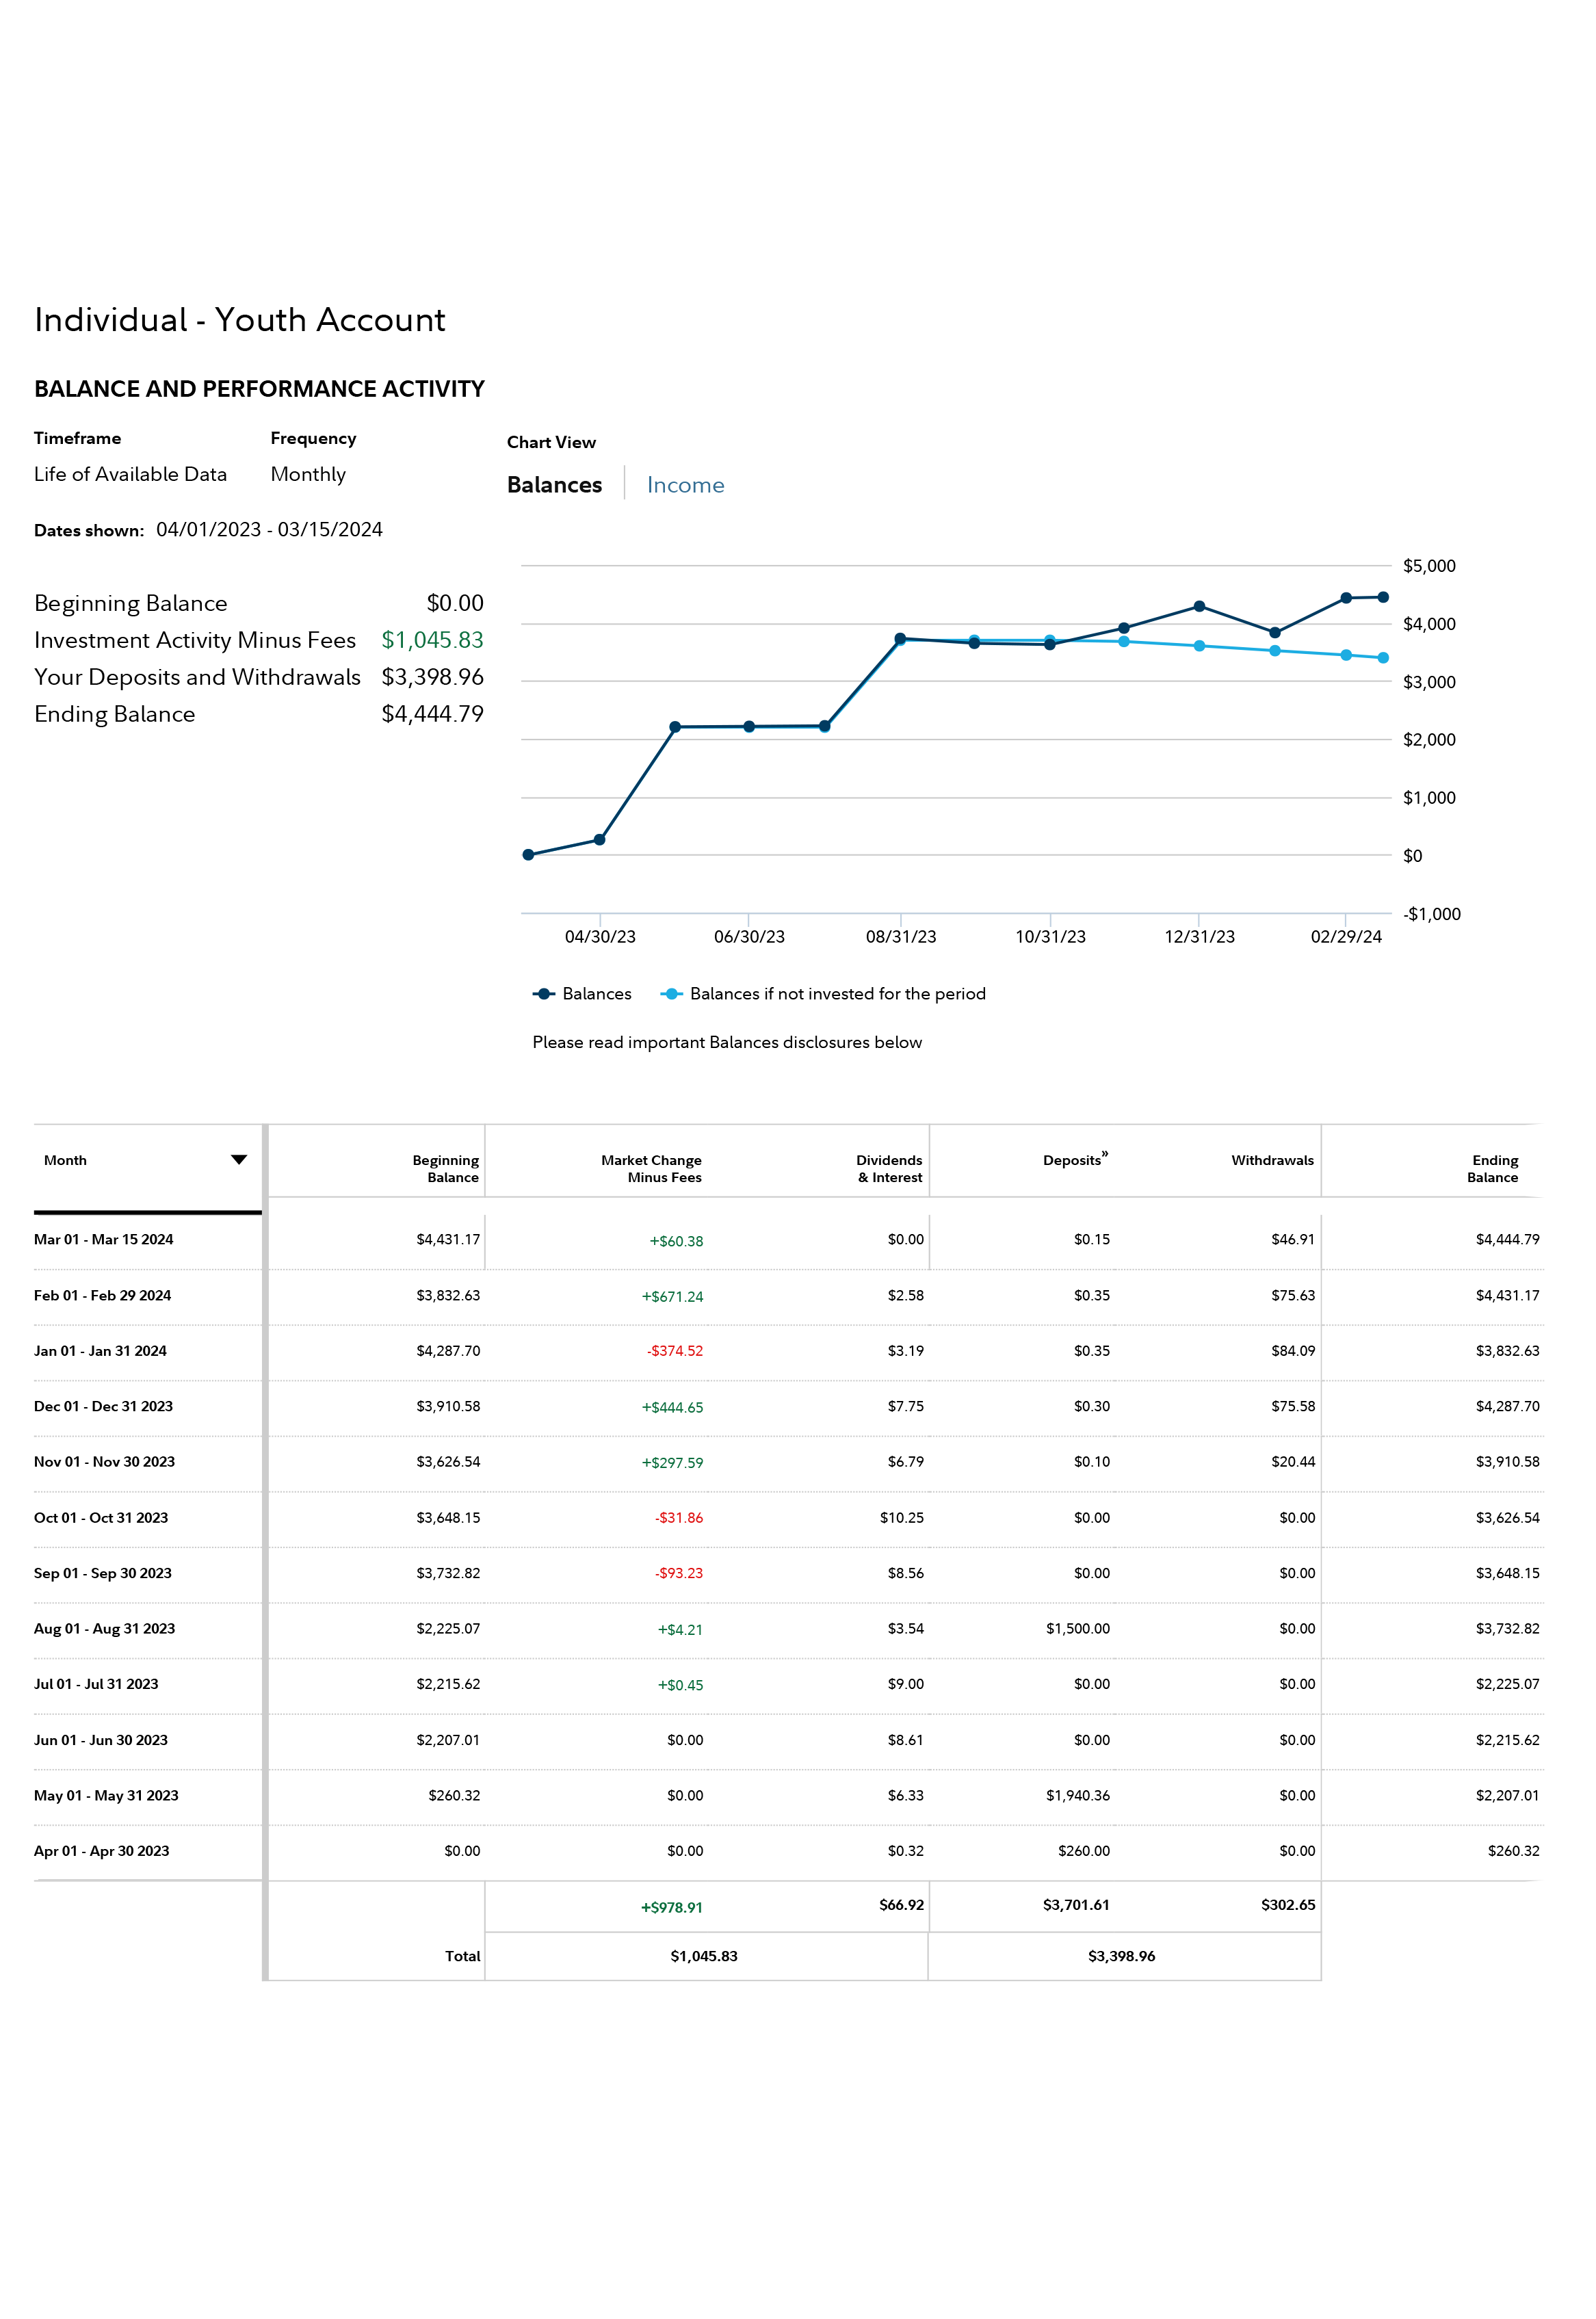 Individual - Youth Account
BALANCE AND PERFORMANCE ACTIVITY
Timeframe Frequency
Life of Available Data Monthly
Dates shown: 04/01/2023 - 03/15/2024
Beginning Balance $0.00
Investment Activity Minus Fees $1,045.83
Your Deposits and Withdrawals $3,398.96
Ending Balance $4,444.79
Chart View
Balances Income
$5,000
$4,000
$3,000
$2,000
$1,000
$0
-$1,000
04/30/23 06/30/23 08/31/23 10/31/23 12/31/23 02/29/24
Balances Balances if not invested for the period
Please read important Balances disclosures below
Month Beginning Balance Market Change Minus Fees Dividends & Interest Deposits» Withdrawals Ending Balance
Mar 01 - Mar 15 2024 $4,431.17 +$60.38 $0.00 $0.15 $46.91 $4,444.79
Feb 01 - Feb 29 2024 $3,832.63 +$671.24 $2.58 $0.35 $75.63 $4,431.17
Jan 01 - Jan 31 2024 $4,287.70 -$374.52 $3.19 $0.35 $84.09 $3,832.63
Dec 01 - Dec 31 2023 $3,910.58 +$444.65 $7.75 $0.30 $75.58 $4,287.70
Nov 01 - Nov 30 2023 $3,626.54 +$297.59 $6.79 $0.10 $20.44 $3,910.58
Oct 01 - Oct 31 2023 $3,648.15 -$31.86 $10.25 $0.00 $0.00 $3,626.54
Sep 01 - Sep 30 2023 $3,732.82 -$93.23 $8.56 $0.00 $0.00 $3,648.15
Aug 01 - Aug 31 2023 $2,225.07 +$4.21 $3.54 $1,500.00 $0.00 $3,732.82
Jul 01 - Jul 31 2023 $2,215.62 +$0.45 $9.00 $0.00 $0.00 $2,225.07
Jun 01 - Jun 30 2023 $2,207.01 $0.00 $8.61 $0.00 $0.00 $2,215.62
May 01 - May 31 2023 $260.32 $0.00 $6.33 $1,940.36 $0.00 $2,207.01
Apr 01 - Apr 30 2023 $0.00 $0.00 $0.32 $260.00 $0.00 $260.32
+$978.91 $66.92 $3,701.61 $302.65
Total $1,045.83 $3,398.96